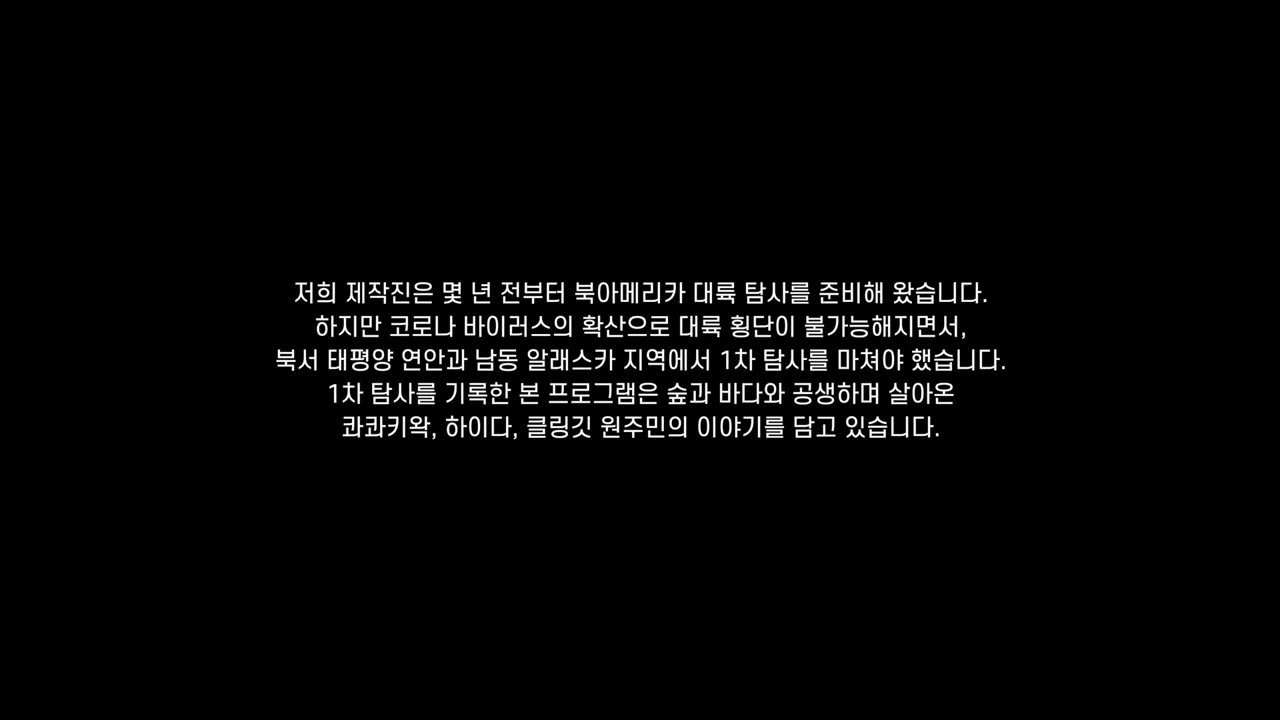 저희 제작진은 몇 년 전부터 북아메리카 대륙 탐사를 준비해 왔습니다.
하지만 코로나 바이러스의 확산으로 대륙 횡단이 불가능해지면서,
북서 태평양 연안과 남동 알래스카 지역에서 1차 탐사를 마쳐야 했습니다.
1차 탐사를 기록한 본 프로그램은 숲과 바다와 공생하며 살아온
콰콰키왁, 하이다, 클링깃 원주민의 이야기를 담고 있습니다.